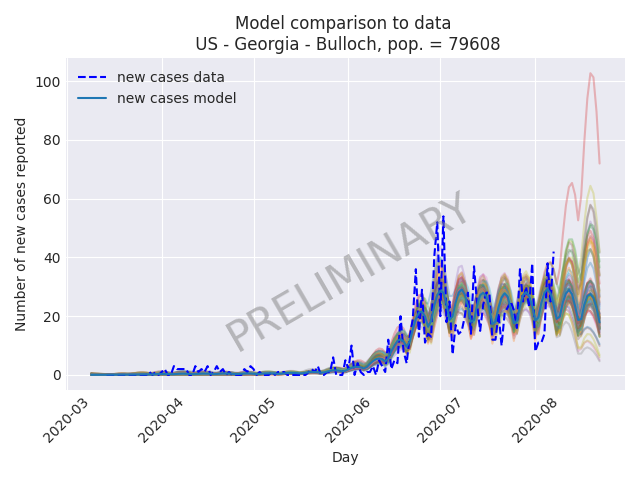 Model comparison to data
US - Georgia - Bulloch, pop. = 79608
new cases data
new cases model
PRELIMINARY
Number of new cases reported
100
80
60
40
20
0
2020-03
2020-04
2020-05
2020-06
2020-07
2020-08
Day